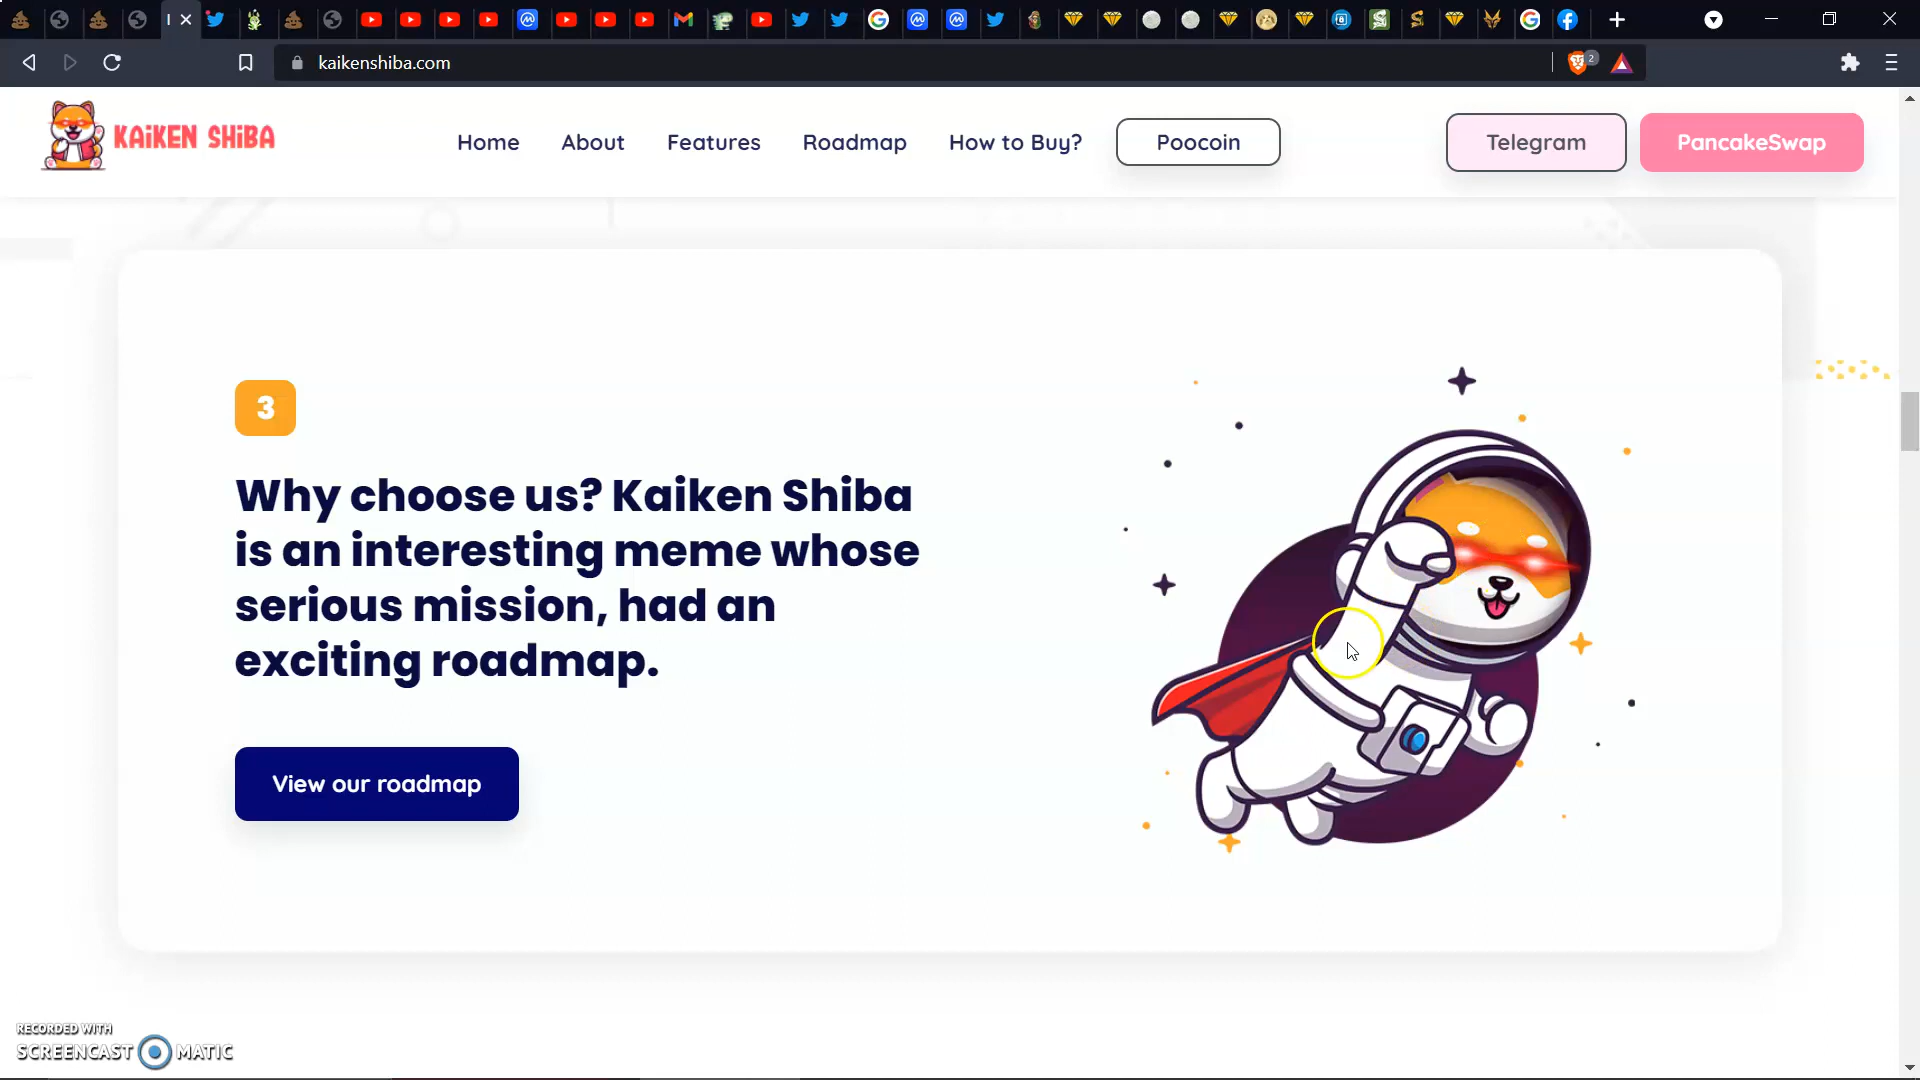 kaikenshiba.com
2
KAIKEN SHIBA
Home
About
Features
Roadmap
How to Buy?
Poocoin
Telegram
PancakeSwap
3
Why choose us? Kaiken Shiba
is an interesting meme whose
serious mission, had an
exciting roadmap.
View our roadmap
RECORDED WITH
SCREENCAST MATIC